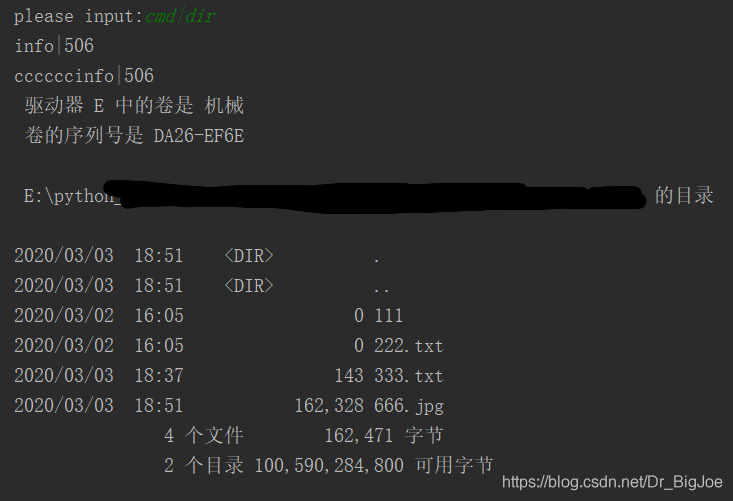 please input:cmd|dir
info|506
ccccccinfo|506
驱动器 E 中的卷是 机械
卷的序列号是 DA26-EF6E
E:\python_ 的目录
2020/03/03 18:51 <DIR> .
2020/03/03 18:51 <DIR> ..
2020/03/02 16:05 0 111
2020/03/02 16:05 0 222.txt
2020/03/03 18:37 143 333.txt
2020/03/03 18:51 162,328 666.jpg
4 个文件 162,471 字节
2 个目录 100,590,284,800 可用字节
https://blog.csdn.net/Dr_BigJoe